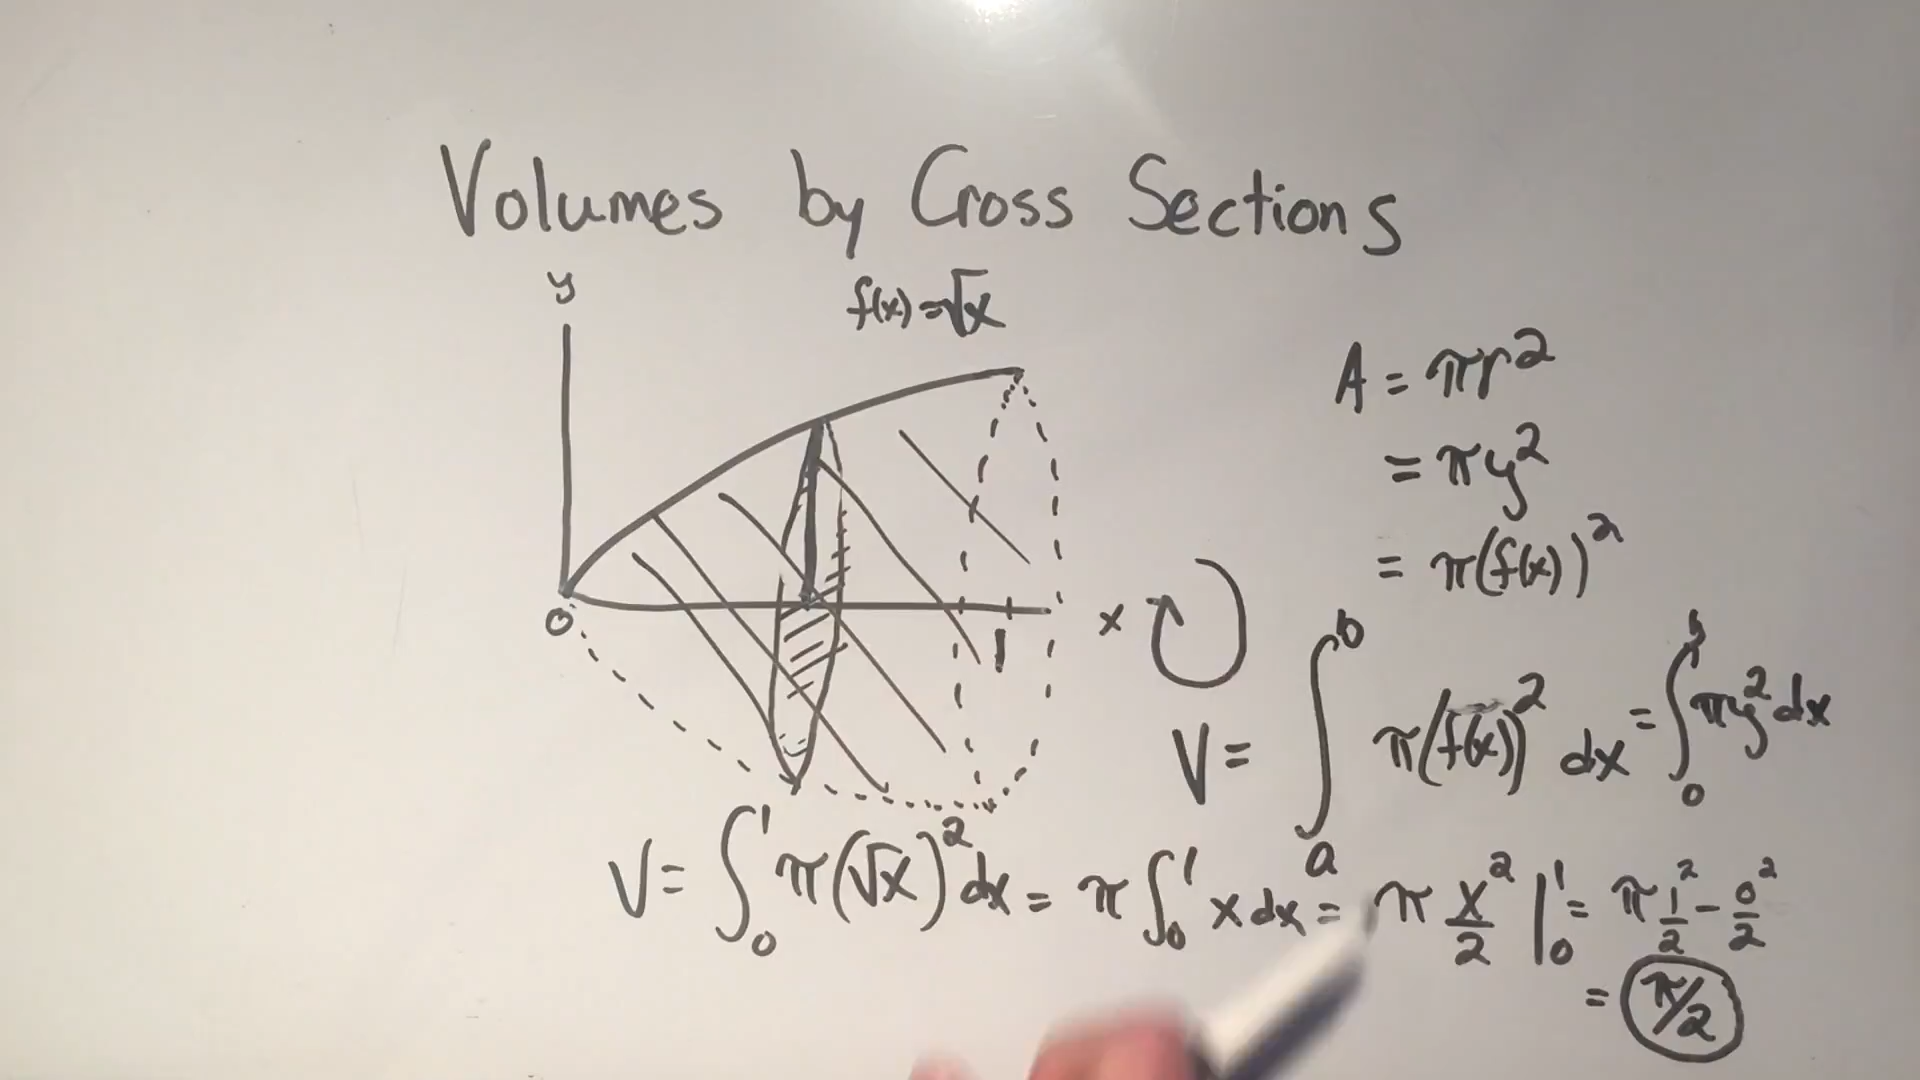 Volumes by Cross Sections
y
f(x) = √x
A = πr²
= πy²
= π(f(x))²
0
1
x
V = ∫ₐᵇ π(f(x))² dx = ∫₀ πy² dx
V = ∫₀¹ π(√x)² dx = π ∫₀¹ x dx = π x²/2 |₀¹ = π 1²/2 - 0²/2
= π/2